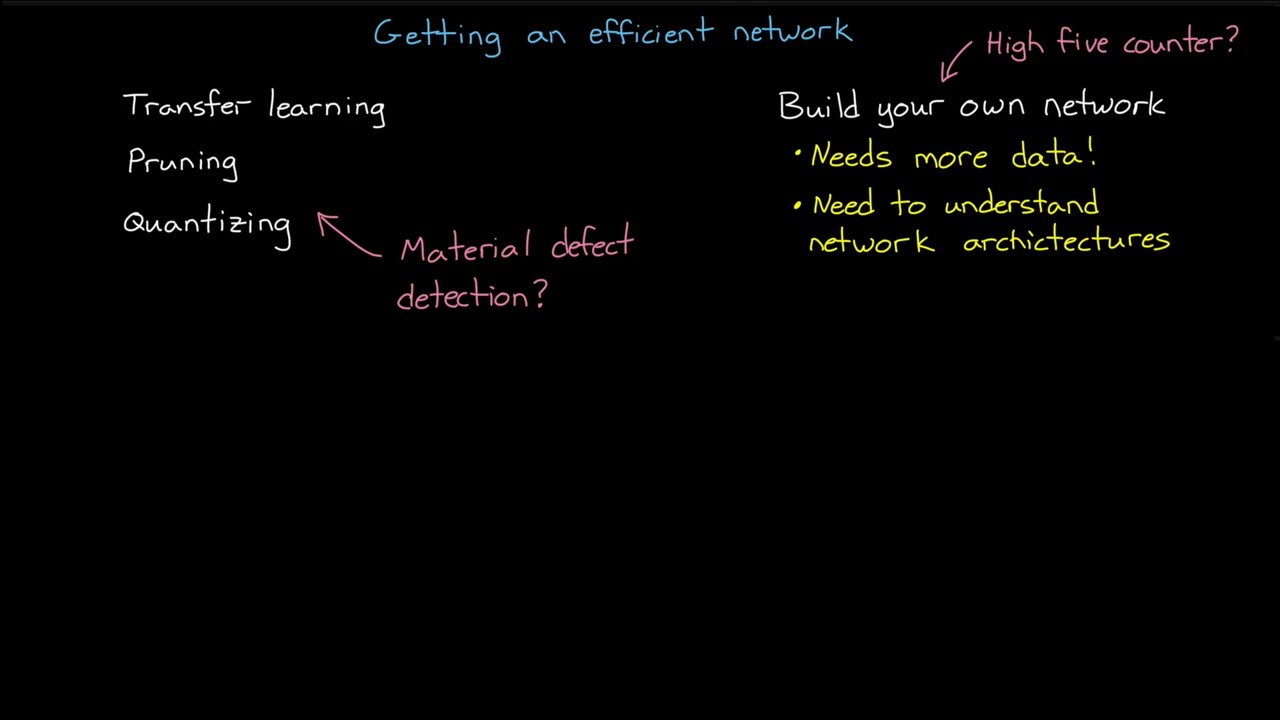 Getting an efficient network
High five counter?
Transfer learning
Pruning
Quantizing
Material defect
detection?
Build your own network
• Needs more data!
• Need to understand
network archictectures